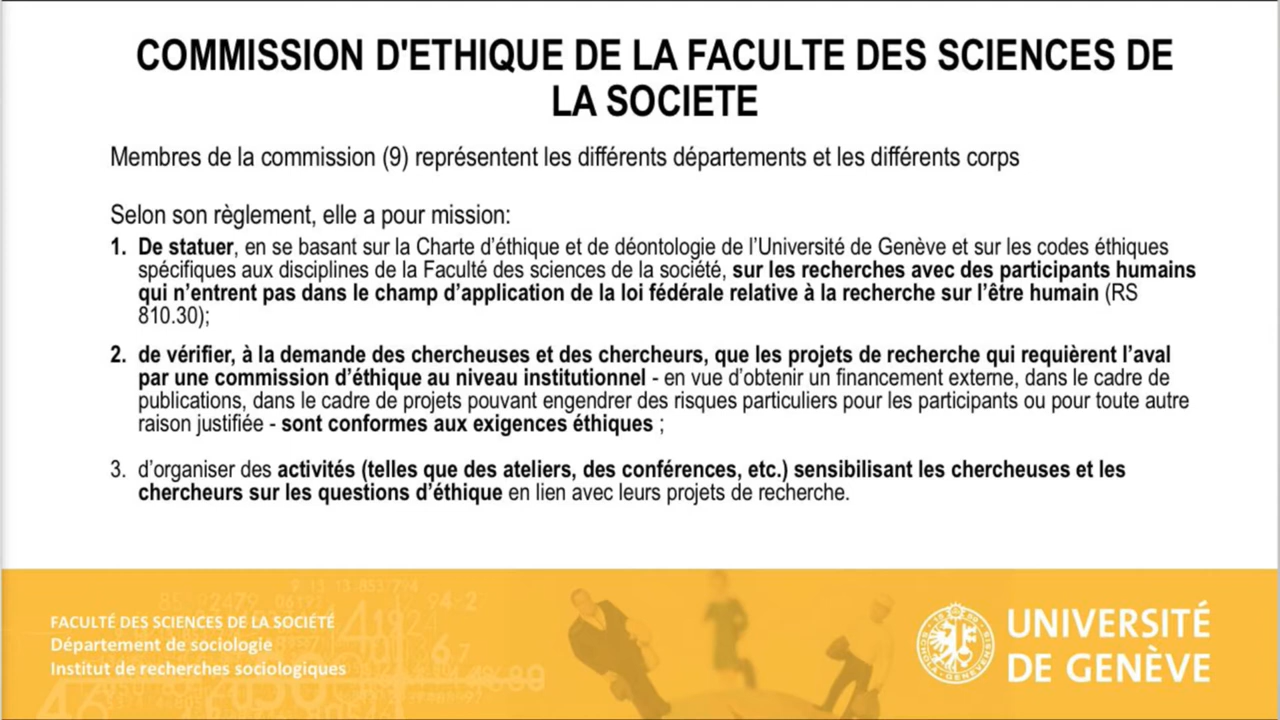 COMMISSION D'ETHIQUE DE LA FACULTE DES SCIENCES DE
LA SOCIETE
Membres de la commission (9) représentent les différents départements et les différents corps
Selon son règlement, elle a pour mission:
1. De statuer, en se basant sur la Charte d’éthique et de déontologie de l’Université de Genève et sur les codes éthiques
spécifiques aux disciplines de la Faculté des sciences de la société, sur les recherches avec des participants humains
qui n’entrent pas dans le champ d’application de la loi fédérale relative à la recherche sur l’être humain (RS
810.30);
2. de vérifier, à la demande des chercheuses et des chercheurs, que les projets de recherche qui requièrent l’aval
par une commission d’éthique au niveau institutionnel - en vue d’obtenir un financement externe, dans le cadre de
publications, dans le cadre de projets pouvant engendrer des risques particuliers pour les participants ou pour toute autre
raison justifiée - sont conformes aux exigences éthiques ;
3. d’organiser des activités (telles que des ateliers, des conférences, etc.) sensibilisant les chercheuses et les
chercheurs sur les questions d’éthique en lien avec leurs projets de recherche.
FACULTÉ DES SCIENCES DE LA SOCIÉTÉ
Département de sociologie
Institut de recherches sociologiques
UNIVERSITÉ
DE GENÈVE